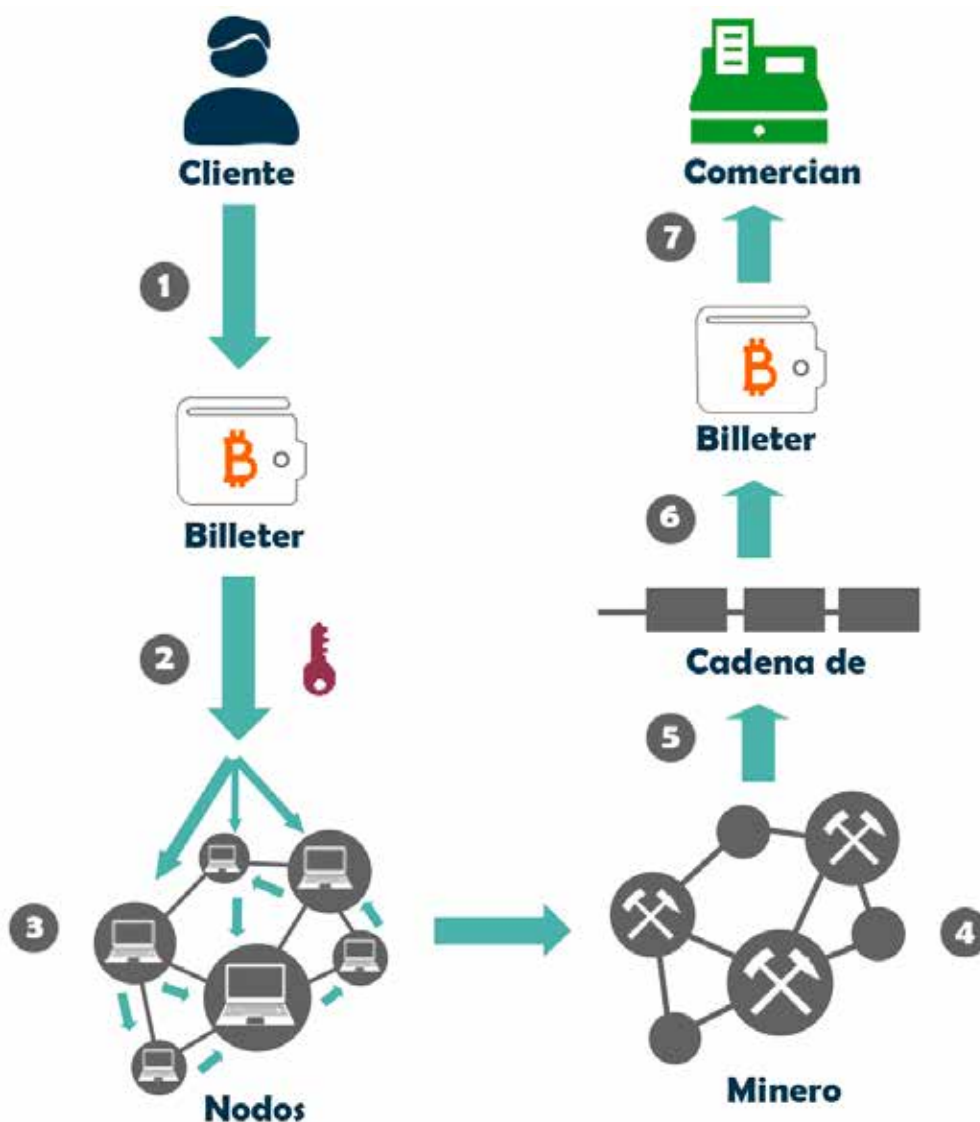 Cliente
1
Billeter
2
3
Nodos
Comercian
7
Billeter
6
Cadena de
5
4
Minero